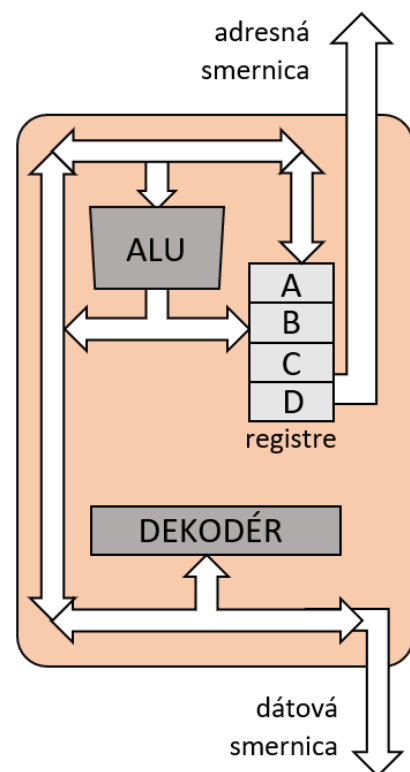 adresná
smernica
ALU
A
B
C
D
registre
DEKODÉR
dátová
smernica